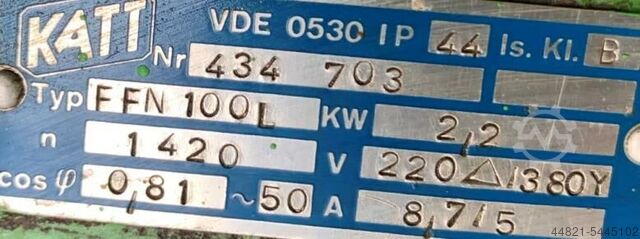 KATT VDE 0530 IP 44 Is. Kl. B
Nr 434 703
Typ FFN 100L KW 2,2
n 1420 V 220△/380Y
cos φ 0,81 ~50 A 8,7/5
44821-5445102